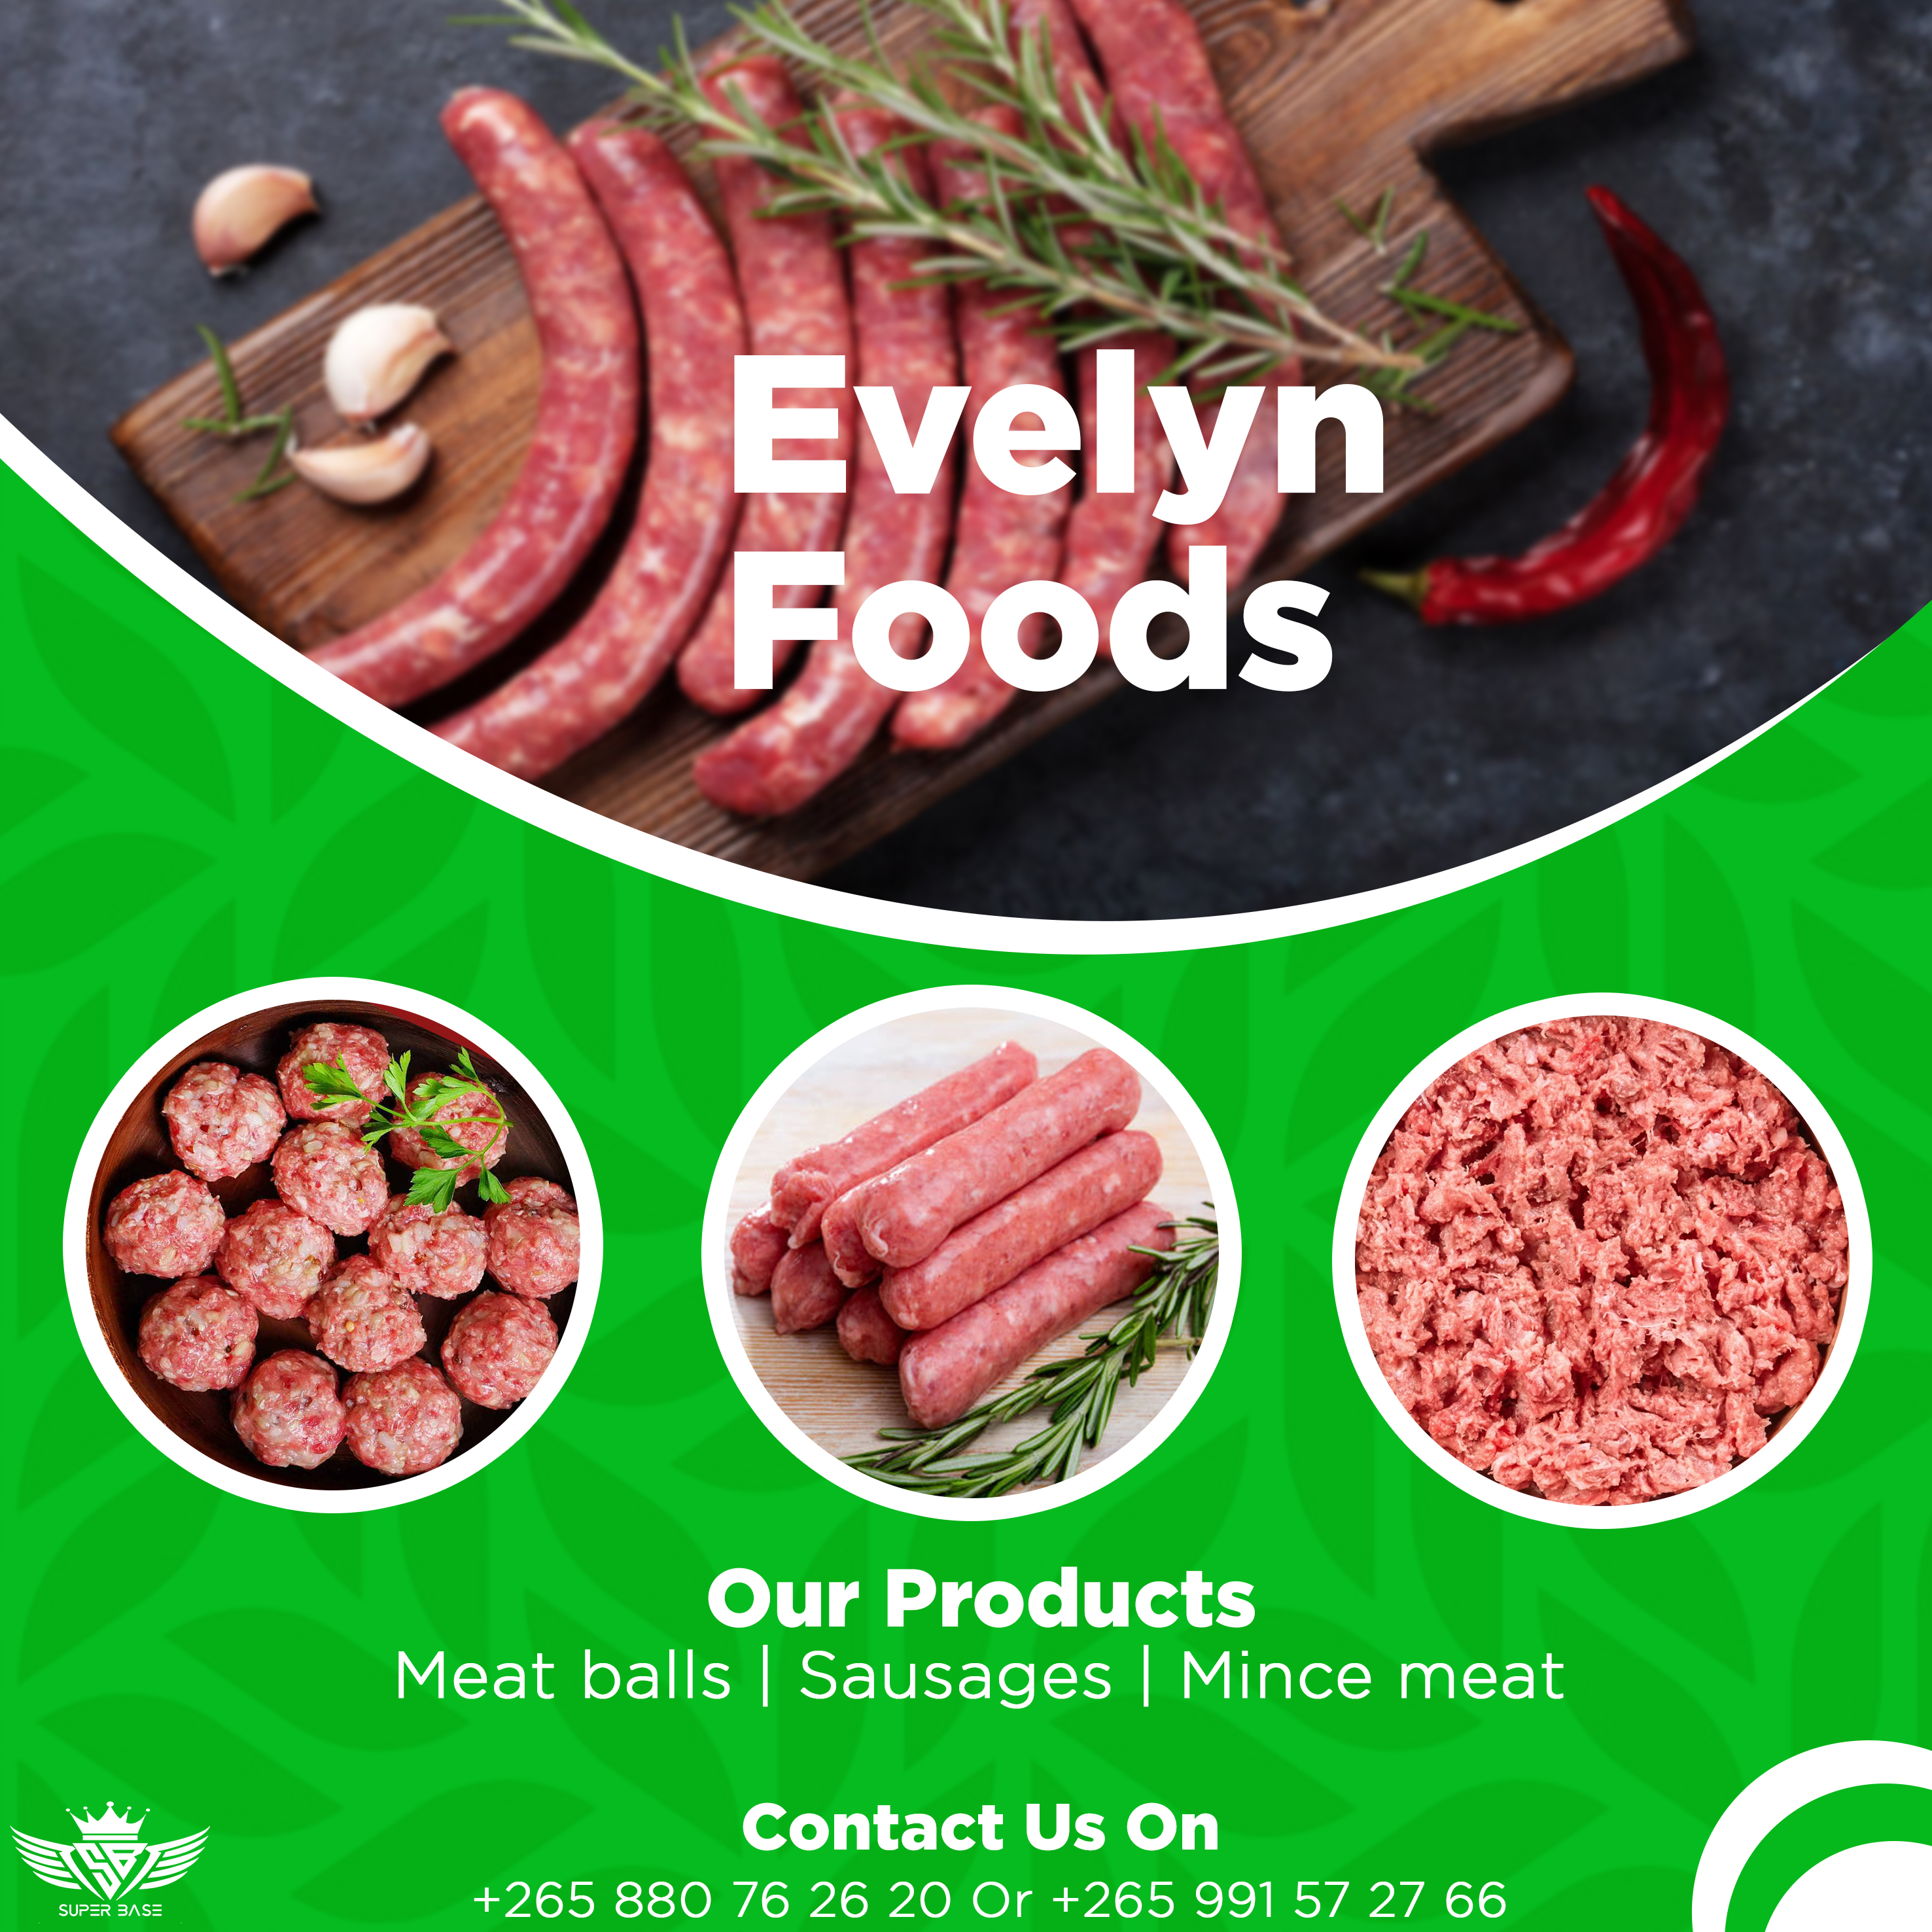 Evelyn
Foods
Our Products
Meat balls | Sausages | Mince meat
Contact Us On
+265 880 76 26 20 Or +265 991 57 27 66
SB
SUPER BASE